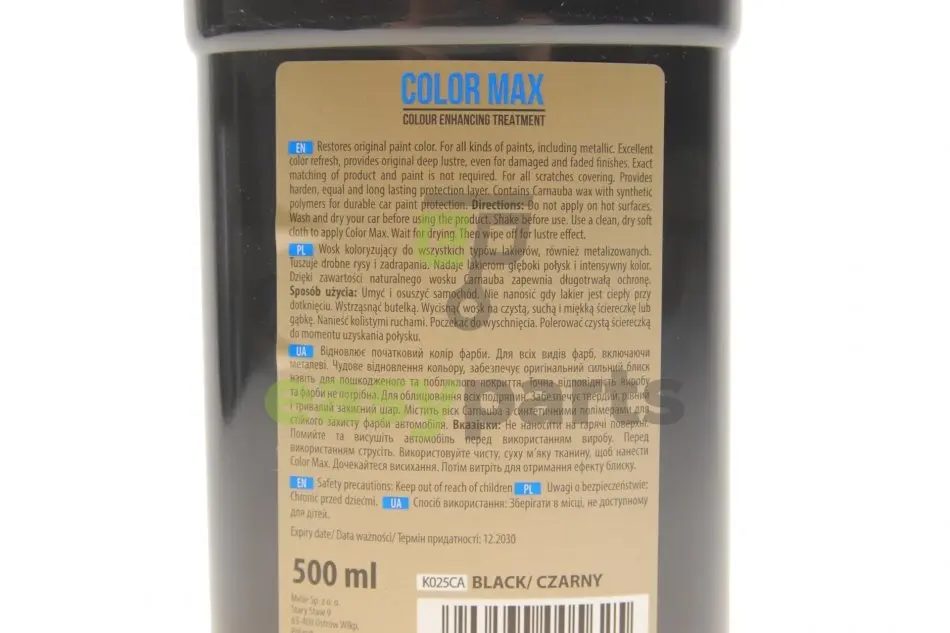 COLOR MAX
COLOUR ENHANCING TREATMENT
EN Restores original paint color. For all kinds of paints, including metallic. Excellent
color refresh, provides original deep lustre, even for damaged and faded finishes. Exact
matching of product and paint is not required. For all scratches covering. Provides
harden, equal and long lasting protection layer. Contains Carnauba wax with synthetic
polymers for durable car paint protection. Directions: Do not apply on hot surfaces.
Wash and dry your car before using the product. Shake before use. Use a clean, dry soft
cloth to apply Color Max. Wait for drying. Then wipe off for lustre effect.
PL Wosk koloryzujący do wszystkich typów lakierów, również metalizowanych.
Tuszuje drobne rysy i zadrapania. Nadaje lakierom głęboki połysk i intensywny kolor.
Dzięki zawartości naturalnego wosku Carnauba zapewnia długotrwałą ochronę.
Sposób użycia: Umyć i osuszyć samochód. Nie nanosić gdy lakier jest ciepły przy
dotknięciu. Wstrząsnąć butelką. Wycisnąć wosk na czystą, suchą i miękką ściereczkę lub
gąbkę. Nanieść kolistymi ruchami. Poczekać do wyschnięcia. Polerować czystą ściereczką
do momentu uzyskania połysku.
UA Відновлює початковий колір фарби. Для всіх видів фарб, включаючи
металеві. Чудове відновлення кольору, забезпечує оригінальний сильний блиск
навіть для пошкодженого та побляклого покриття. Точна відповідність виробу
та фарби не потрібна. Для облицювання всіх подряпин. Забезпечує твердий, рівний
і тривалий захисний шар. Містить віск Carnauba з синтетичними полімерами для
стійкого захисту фарби автомобіля. Вказівки: Не наносити на гарячі поверхні.
Помийте та висушіть автомобіль перед використанням виробу. Перед
використанням струсіть. Використовуйте чисту, суху м'яку тканину, щоб нанести
Color Max. Дочекайтеся висихання. Потім витріть для отримання ефекту блиску.
easyparts
EN Safety precautions: Keep out of reach of children PL Uwagi o bezpieczeństwie:
Chronić przed dziećmi. UA Спосіб використання: Зберігати в місці, не доступному
для дітей.
Expiry date/ Data ważności/ Термін придатності: 12.2030
500 ml
K025CA BLACK/ CZARNY
Melle Sp. z o. o.
Stary Staw 9
63-400 Ostrów Wlkp.